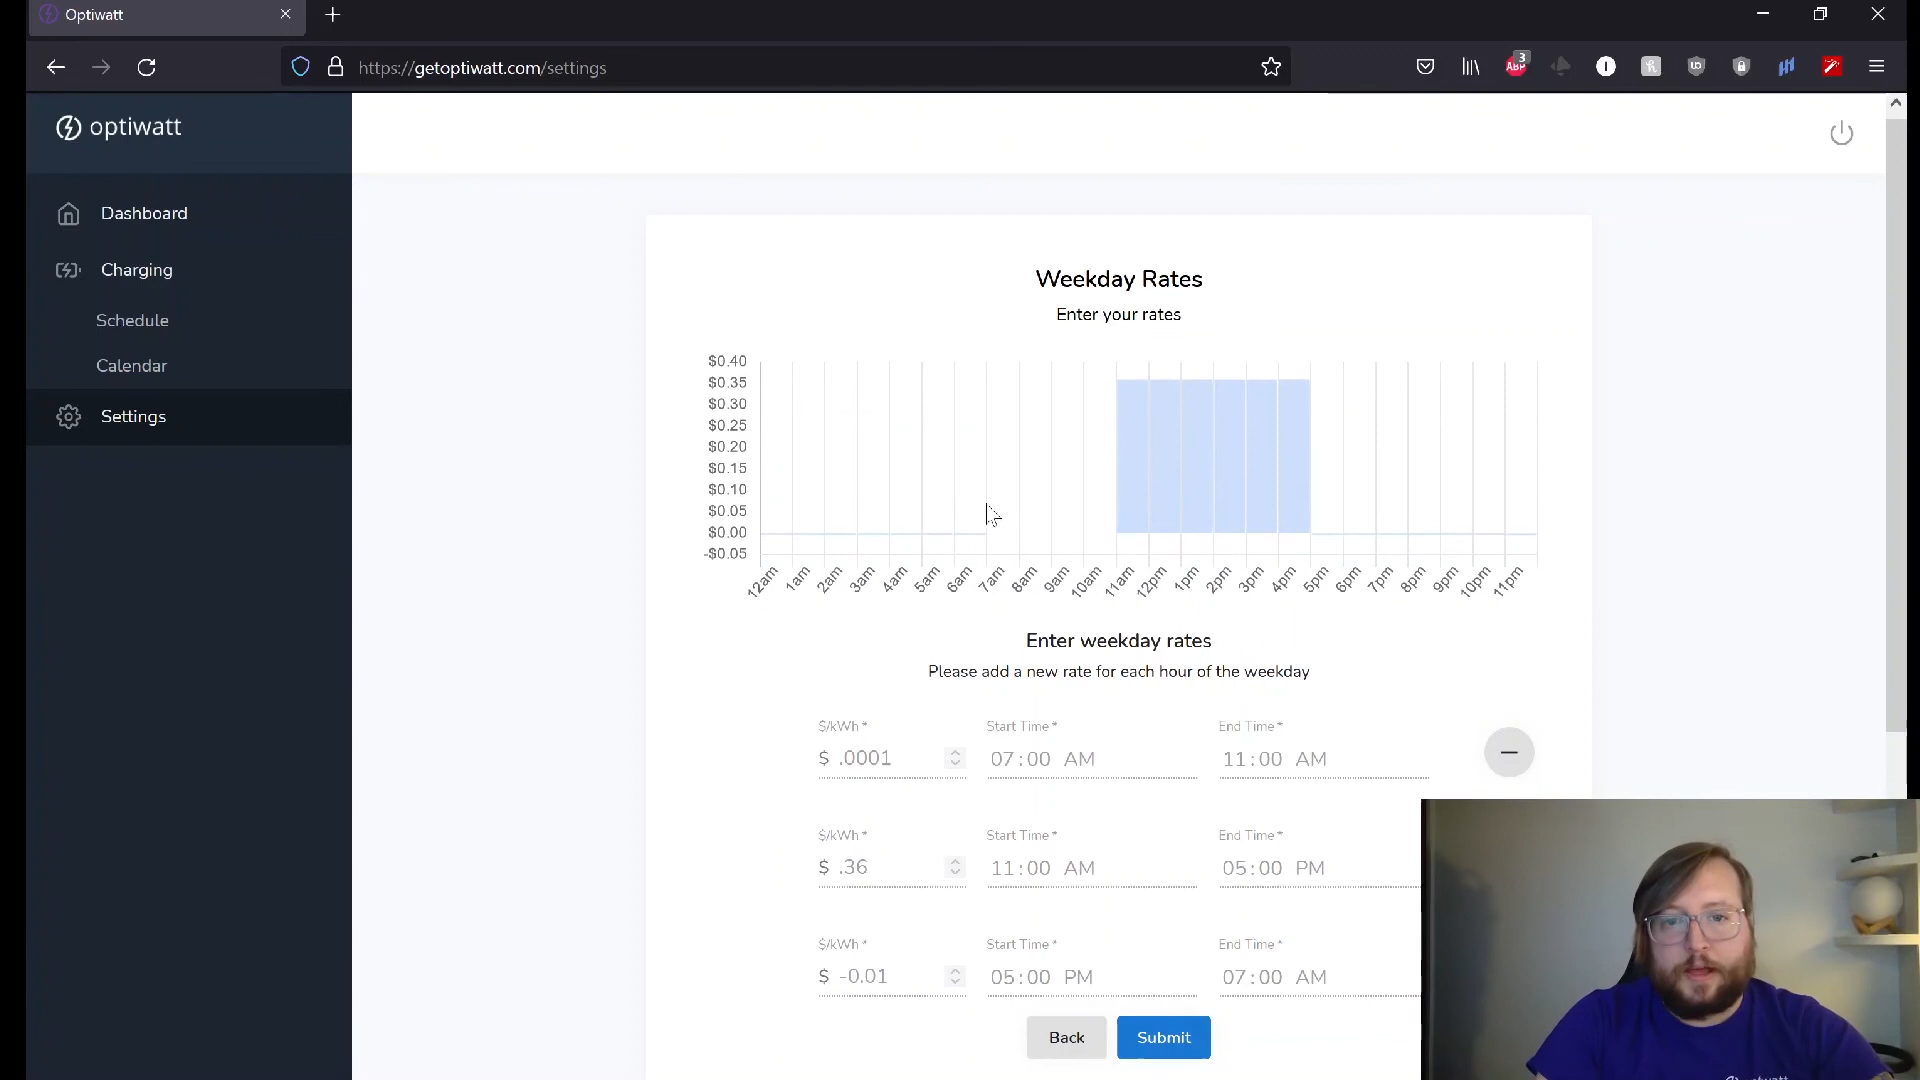 Optiwatt
https://getoptiwatt.com/settings
3
ABP
optiwatt
Dashboard
Charging
Schedule
Calendar
Settings
Weekday Rates
Enter your rates
$0.40
$0.35
$0.30
$0.25
$0.20
$0.15
$0.10
$0.05
$0.00
-$0.05
12am 1am 2am 3am 4am 5am 6am 7am 8am 9am 10am 11am 12pm 1pm 2pm 3pm 4pm 5pm 6pm 7pm 8pm 9pm 10pm 11pm
Enter weekday rates
Please add a new rate for each hour of the weekday
$/kWh * Start Time * End Time *
$ .0001 07:00 AM 11:00 AM
$/kWh * Start Time * End Time *
$ .36 11:00 AM 05:00 PM
$/kWh * Start Time * End Time *
$ -0.01 05:00 PM 07:00 AM
Back Submit